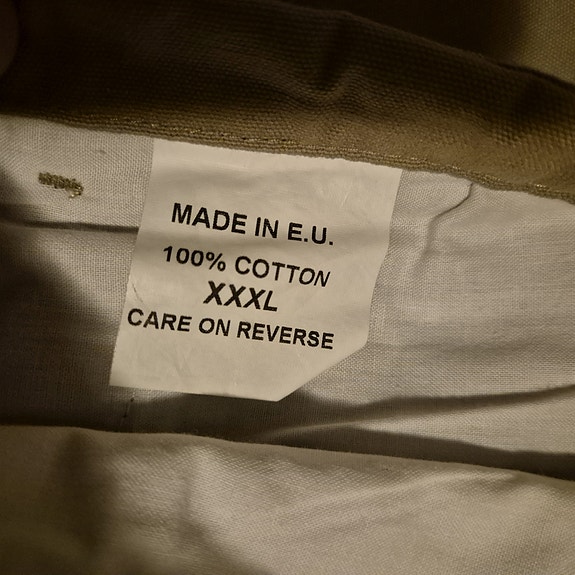 MADE IN E.U.
100% COTTON
XXXL
CARE ON REVERSE